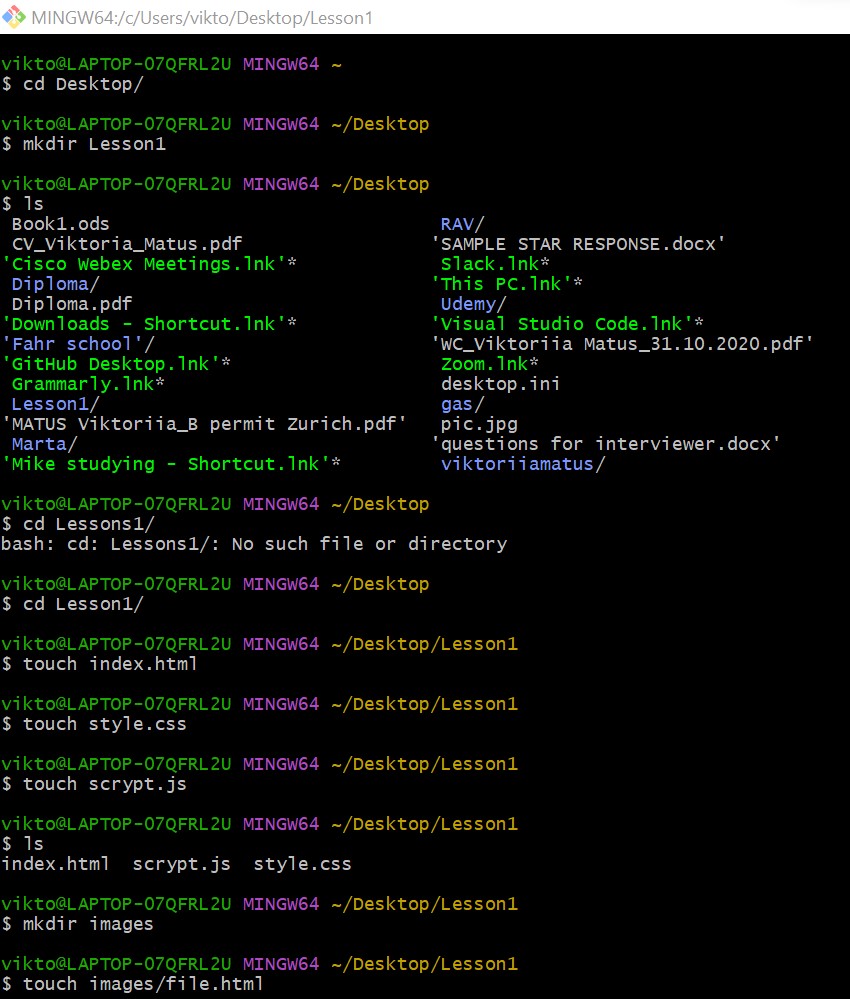 MINGW64:/c/Users/vikto/Desktop/Lesson1
vikto@LAPTOP-07QFRL2U MINGW64 ~
$ cd Desktop/
vikto@LAPTOP-07QFRL2U MINGW64 ~/Desktop
$ mkdir Lesson1
vikto@LAPTOP-07QFRL2U MINGW64 ~/Desktop
$ ls
Book1.ods RAV/
CV_Viktoria_Matus.pdf 'SAMPLE STAR RESPONSE.docx'
'Cisco Webex Meetings.lnk'* Slack.lnk*
Diploma/ 'This PC.lnk'*
Diploma.pdf Udemy/
'Downloads - Shortcut.lnk'* 'Visual Studio Code.lnk'*
'Fahr school'/ 'WC_Viktoriia Matus_31.10.2020.pdf'
'GitHub Desktop.lnk'* Zoom.lnk*
Grammarly.lnk* desktop.ini
Lesson1/ gas/
'MATUS Viktoriia_B permit Zurich.pdf' pic.jpg
Marta/ 'questions for interviewer.docx'
'Mike studying - Shortcut.lnk'* viktoriiamatus/
vikto@LAPTOP-07QFRL2U MINGW64 ~/Desktop
$ cd Lessons1/
bash: cd: Lessons1/: No such file or directory
vikto@LAPTOP-07QFRL2U MINGW64 ~/Desktop
$ cd Lesson1/
vikto@LAPTOP-07QFRL2U MINGW64 ~/Desktop/Lesson1
$ touch index.html
vikto@LAPTOP-07QFRL2U MINGW64 ~/Desktop/Lesson1
$ touch style.css
vikto@LAPTOP-07QFRL2U MINGW64 ~/Desktop/Lesson1
$ touch scrypt.js
vikto@LAPTOP-07QFRL2U MINGW64 ~/Desktop/Lesson1
$ ls
index.html scrypt.js style.css
vikto@LAPTOP-07QFRL2U MINGW64 ~/Desktop/Lesson1
$ mkdir images
vikto@LAPTOP-07QFRL2U MINGW64 ~/Desktop/Lesson1
$ touch images/file.html